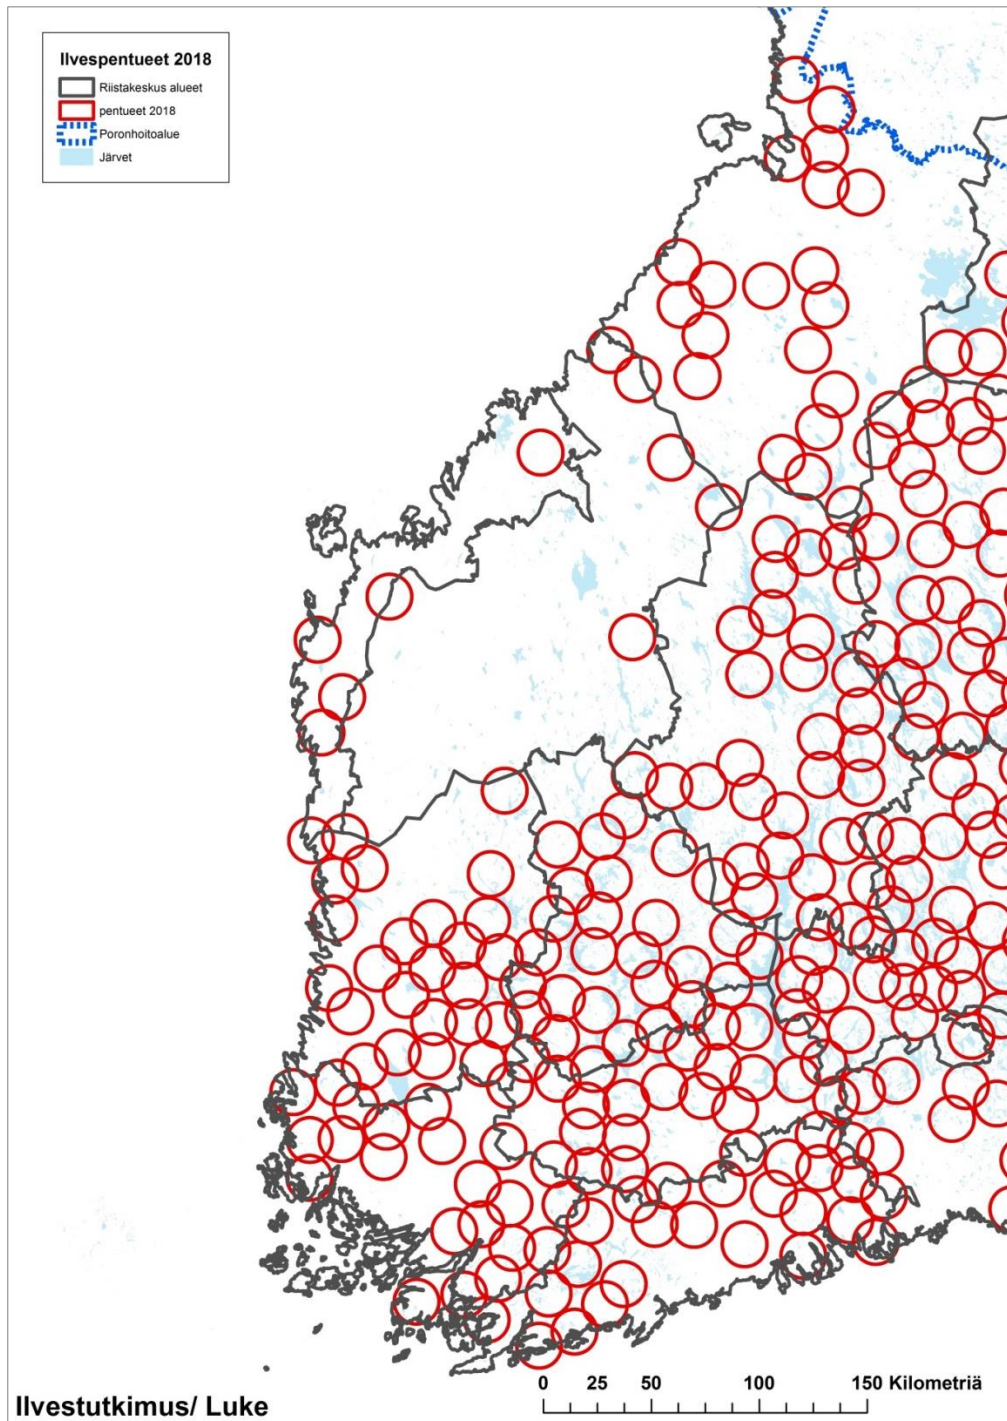 Ilvespentueet 2018
Riistakeskus alueet
pentueet 2018
Poronhoitoalue
Järvet
Ilvestutkimus/ Luke
0 25 50 100 150 Kilometriä